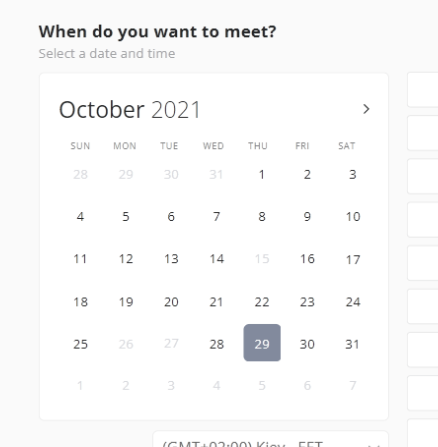 When do you want to meet?
Select a date and time
October 2021
SUN MON TUE WED THU FRI SAT
28 29 30 31 1 2 3
4 5 6 7 8 9 10
11 12 13 14 15 16 17
18 19 20 21 22 23 24
25 26 27 28 29 30 31
1 2 3 4 5 6 7
(GMT+02:00) Kiev - EET